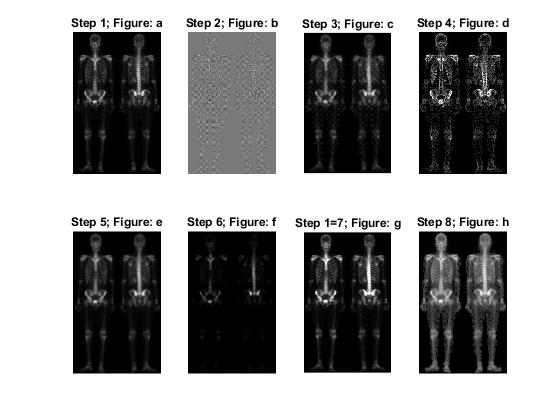 Step 1; Figure: a
Step 2; Figure: b
Step 3; Figure: c
Step 4; Figure: d
Step 5; Figure: e
Step 6; Figure: f
Step 1=7; Figure: g
Step 8; Figure: h